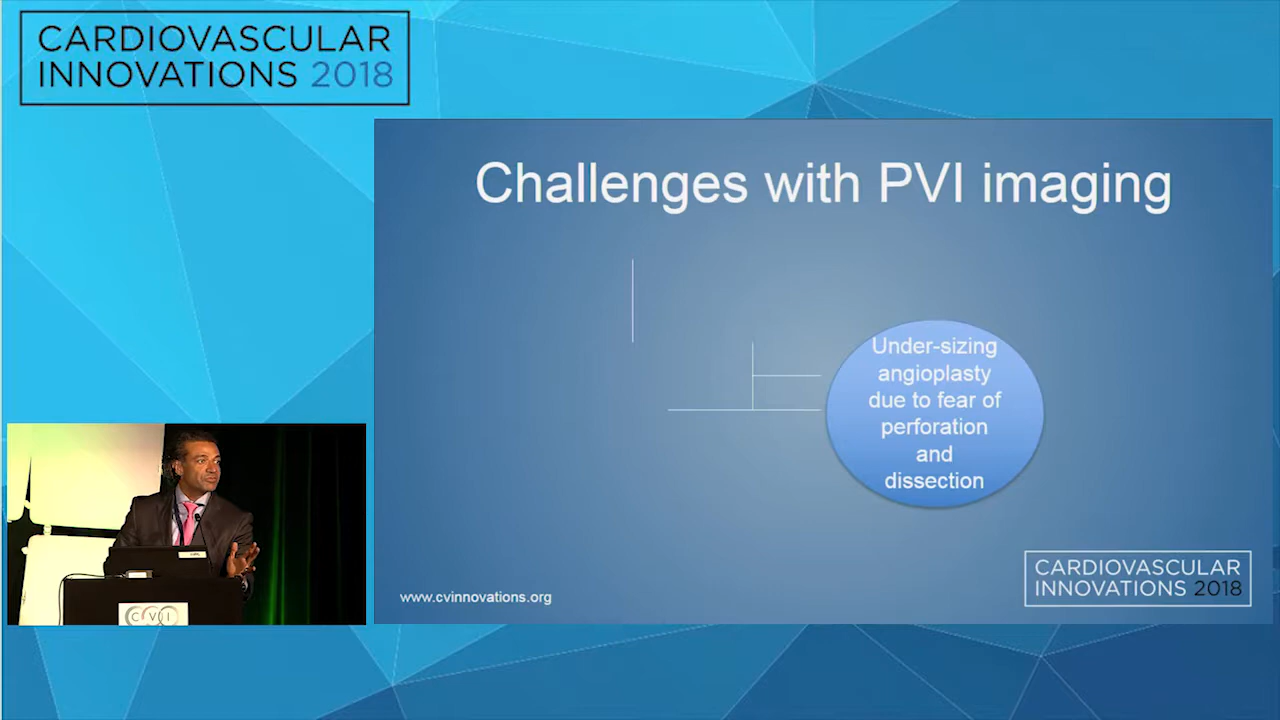 CARDIOVASCULAR
INNOVATIONS 2018
Challenges with PVI imaging
Under-sizing
angioplasty
due to fear of
perforation
and
dissection
www.cvinnovations.org
CARDIOVASCULAR
INNOVATIONS 2018